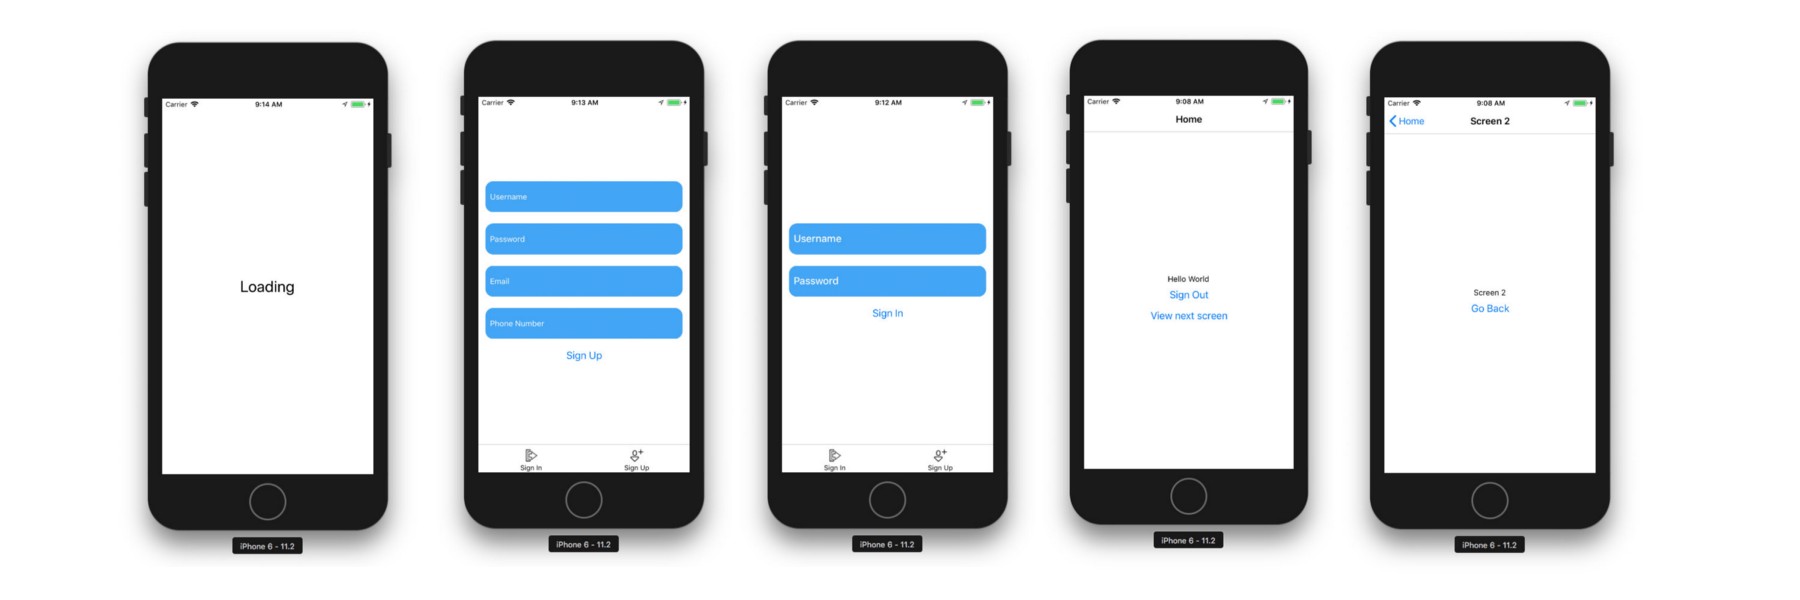 Carrier 9:14 AM
Loading
iPhone 6 - 11.2
Carrier 9:13 AM
Username
Password
Email
Phone Number
Sign Up
Sign In Sign Up
iPhone 6 - 11.2
Carrier 9:12 AM
Username
Password
Sign In
Sign In Sign Up
iPhone 6 - 11.2
Carrier 9:08 AM
Home
Hello World
Sign Out
View next screen
iPhone 6 - 11.2
Carrier 9:08 AM
Home Screen 2
Screen 2
Go Back
iPhone 6 - 11.2